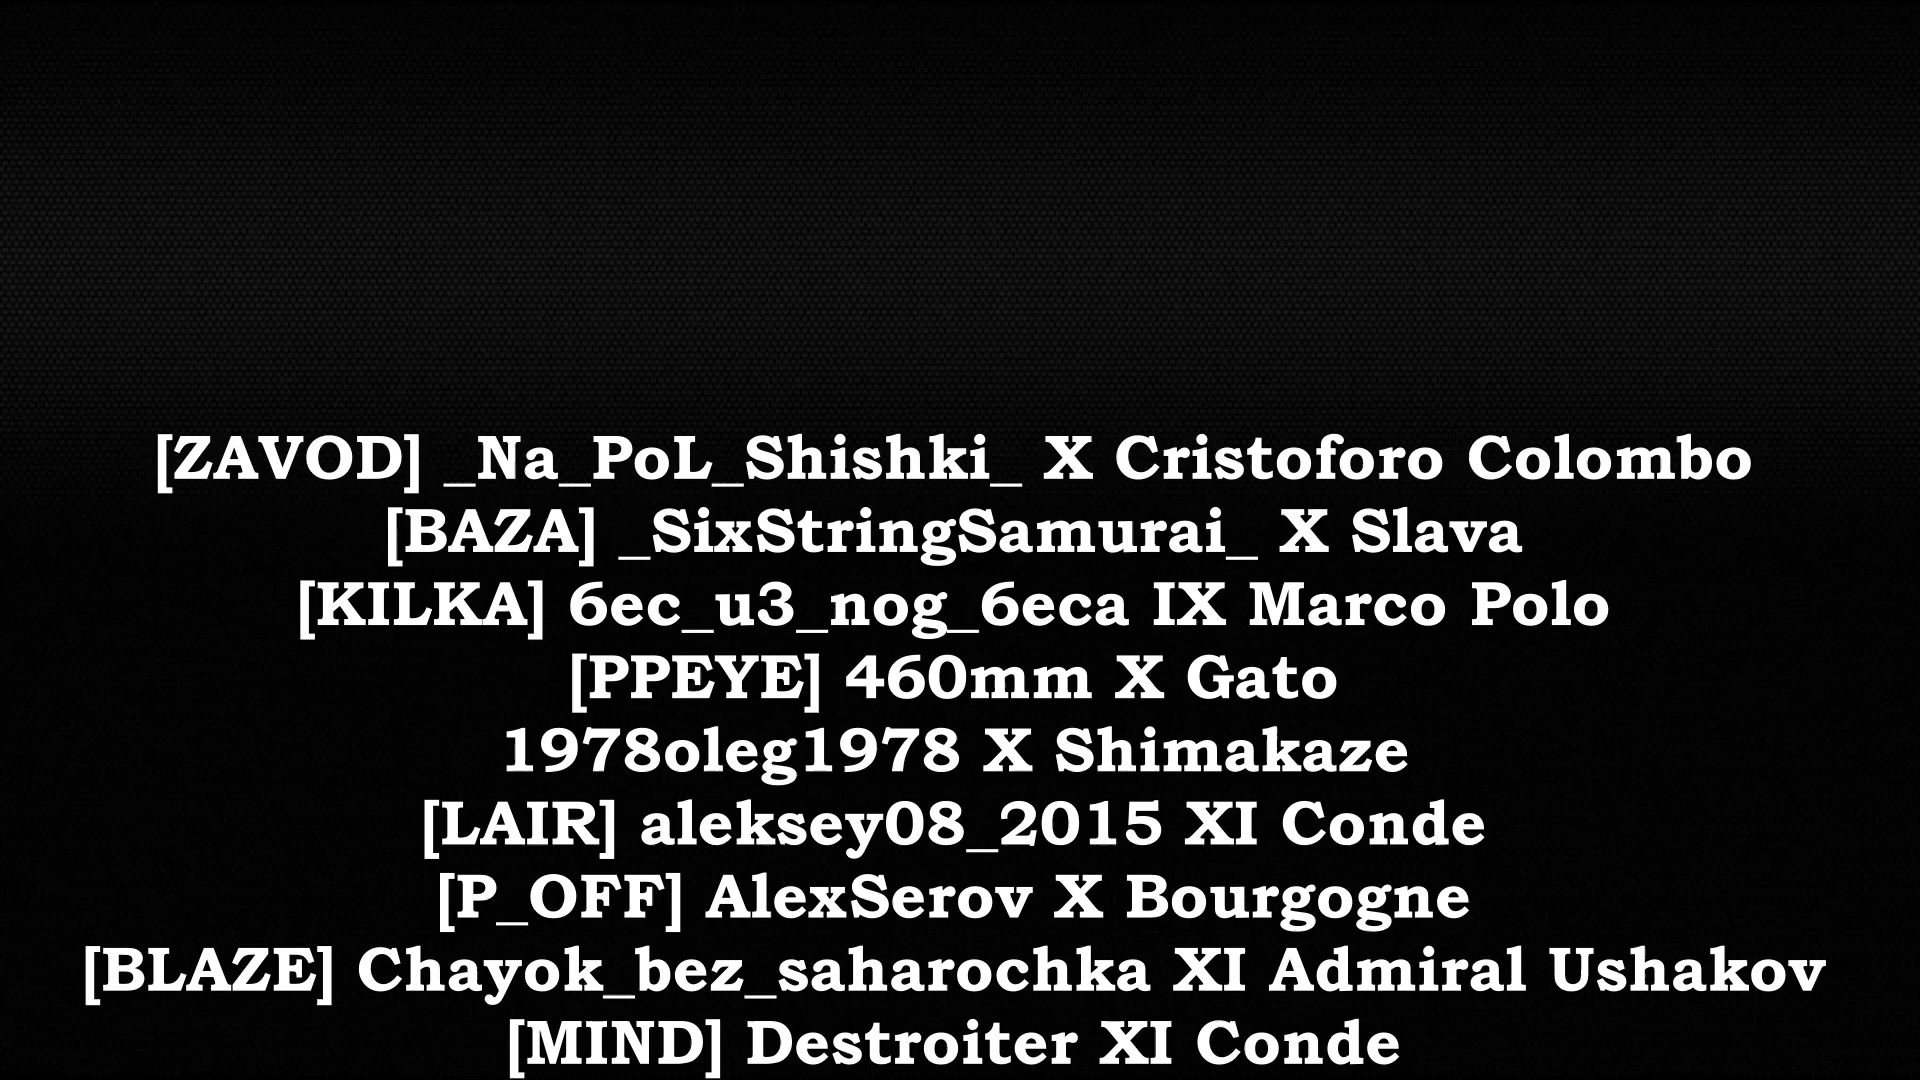 [ZAVOD] _Na_PoL_Shishki_ X Cristoforo Colombo
[BAZA] _SixStringSamurai_ X Slava
[KILKA] 6ec_u3_nog_6eca IX Marco Polo
[PPEYE] 460mm X Gato
1978oleg1978 X Shimakaze
[LAIR] aleksey08_2015 XI Conde
[P_OFF] AlexSerov X Bourgogne
[BLAZE] Chayok_bez_saharochka XI Admiral Ushakov
[MIND] Destroiter XI Conde